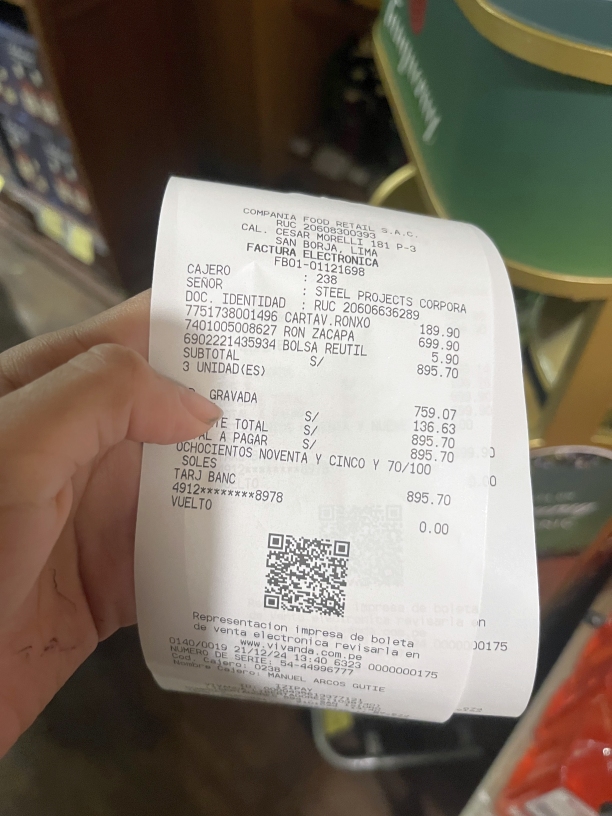 COMPANIA FOOD RETAIL S.A.C.
RUC 20608300393
CAL. CESAR MORELLI 181 P-3
SAN BORJA, LIMA
FACTURA ELECTRONICA
FB01-01121698
CAJERO : 238
SEÑOR : STEEL PROJECTS CORPORA
DOC. IDENTIDAD : RUC 20606636289
7751738001496 CARTAV.RONXO 189.90
7401005008627 RON ZACAPA 699.90
6902221435934 BOLSA REUTIL 5.90
SUBTOTAL S/ 895.70
3 UNIDAD(ES)
GRAVADA S/ 759.07
S/ 136.63
TE TOTAL S/ 895.70
AL A PAGAR 895.70
OCHOCIENTOS NOVENTA Y CINCO Y 70/100
SOLES
TARJ BANC 895.70
4912********8978
VUELTO 0.00
Representacion impresa de boleta
de venta electronica revisarla en
www.vivanda.com.pe
0140/0019 21/12/24 13:40 6323 0000000175
NUMERO DE SERIE: 54-44996777
Cod. Cajero: 0238
Nombre Cajero: MANUEL ARCOS GUTIE